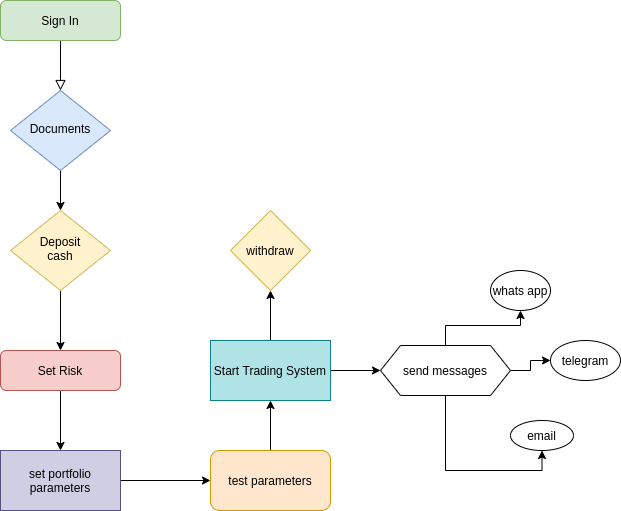 Sign In
Documents
Deposit
cash
Set Risk
set portfolio
parameters
test parameters
Start Trading System
withdraw
send messages
whats app
telegram
email